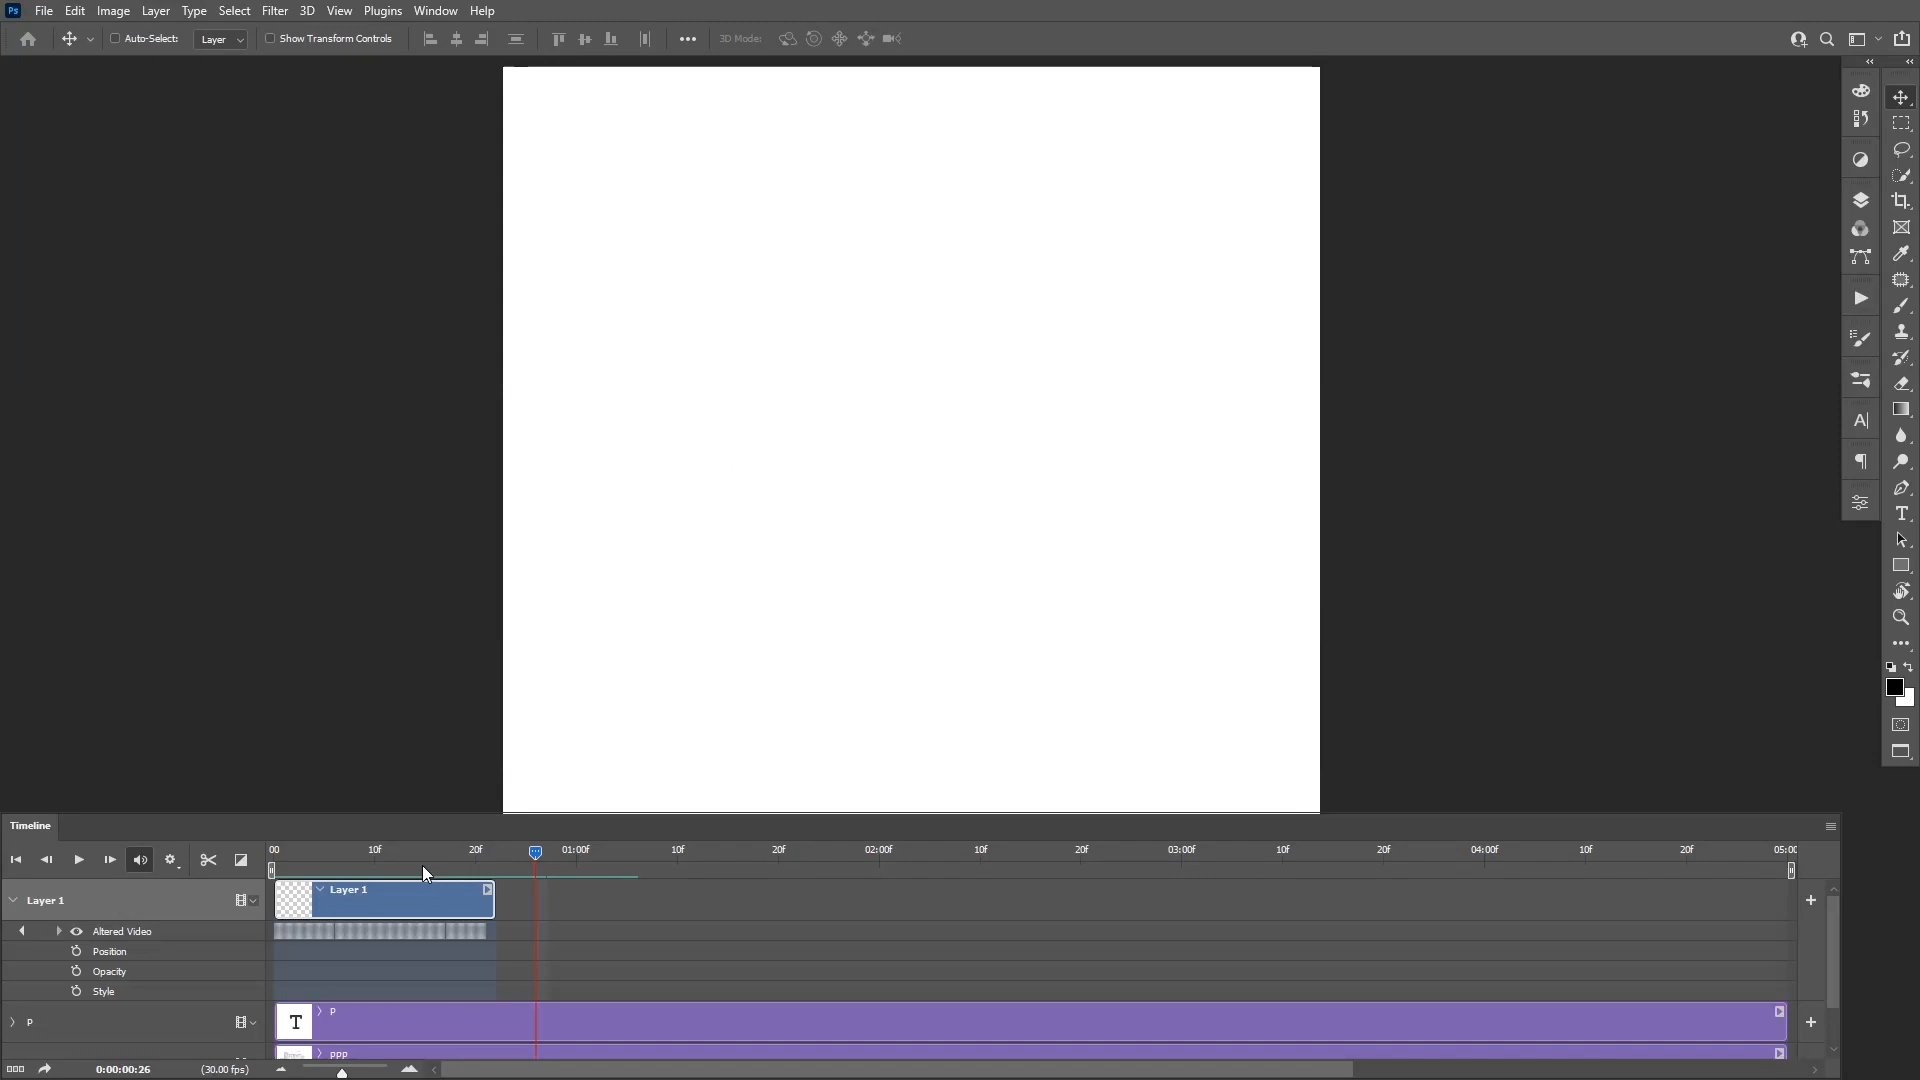 Ps File Edit Image Layer Type Select Filter 3D View Plugins Window Help
Auto-Select: Layer Show Transform Controls 3D Mode:
Timeline
00 10f 20f 01:00f 10f 20f 02:00f 10f 20f 03:00f 10f 20f 04:00f 10f 20f 05:00
Layer 1 Layer 1
Altered Video
Position
Opacity
Style
P T P
ppp
0:00:00:26 (30.00 fps)